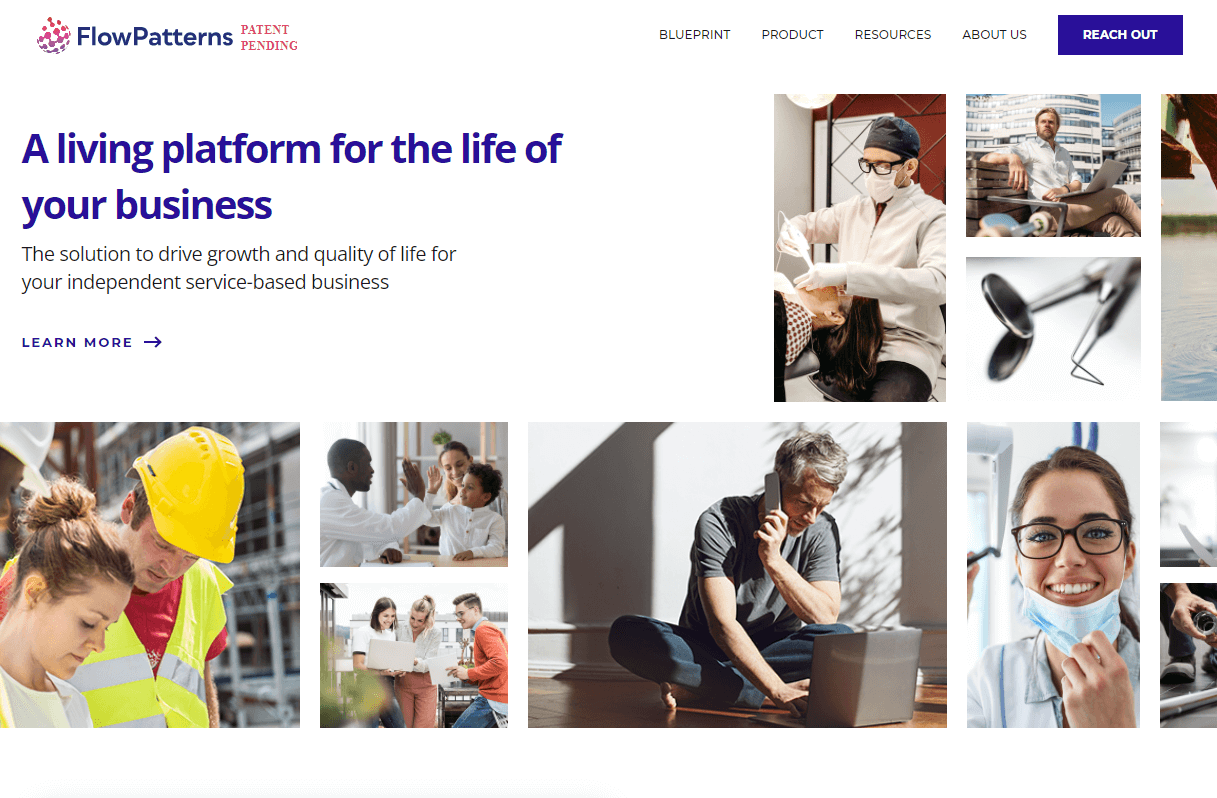 FlowPatterns
PATENT
PENDING
BLUEPRINT
PRODUCT
RESOURCES
ABOUT US
REACH OUT
A living platform for the life of
your business
The solution to drive growth and quality of life for
your independent service-based business
LEARN MORE